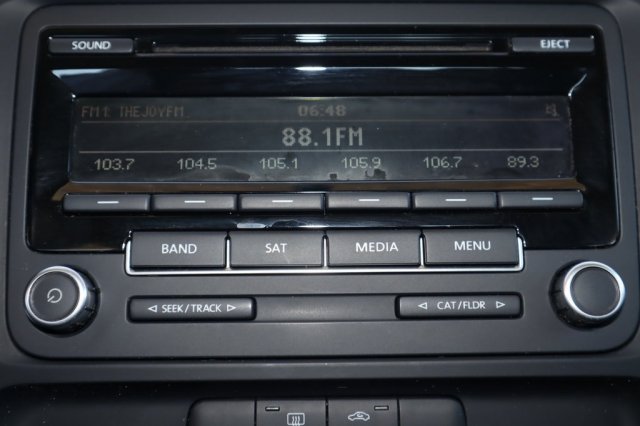 SOUND
EJECT
FM1: THEJOYFM
06:48
88.1FM
103.7 104.5 105.1 105.9 106.7 89.3
BAND SAT MEDIA MENU
SEEK/TRACK
CAT/FLDR